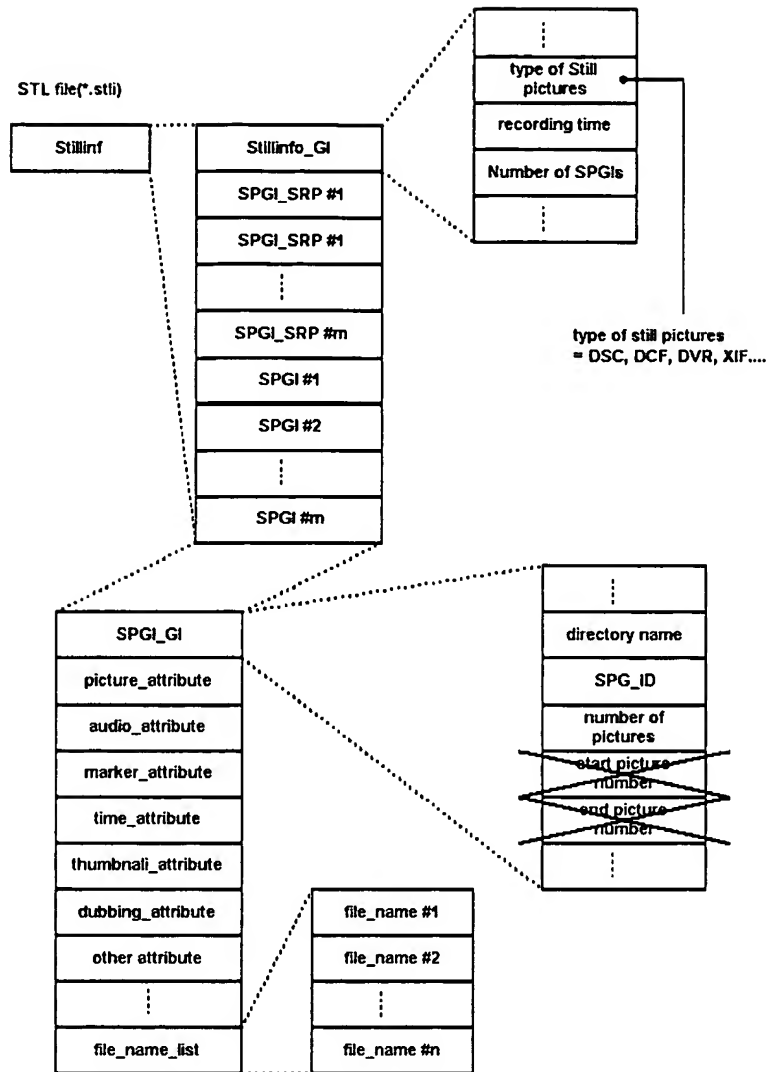 STL file(*.stli)
Stillinf
Stillinfo_GI
SPGI_SRP #1
SPGI_SRP #1
SPGI_SRP #m
SPGI #1
SPGI #2
SPGI #m
type of Still
pictures
recording time
Number of SPGIs
type of still pictures
= DSC, DCF, DVR, XIF....
SPGI_GI
picture_attribute
audio_attribute
marker_attribute
time_attribute
thumbnali_attribute
dubbing_attribute
other attribute
file_name_list
file_name #1
file_name #2
file_name #n
directory name
SPG_ID
number of
pictures
start picture
number
end picture
number